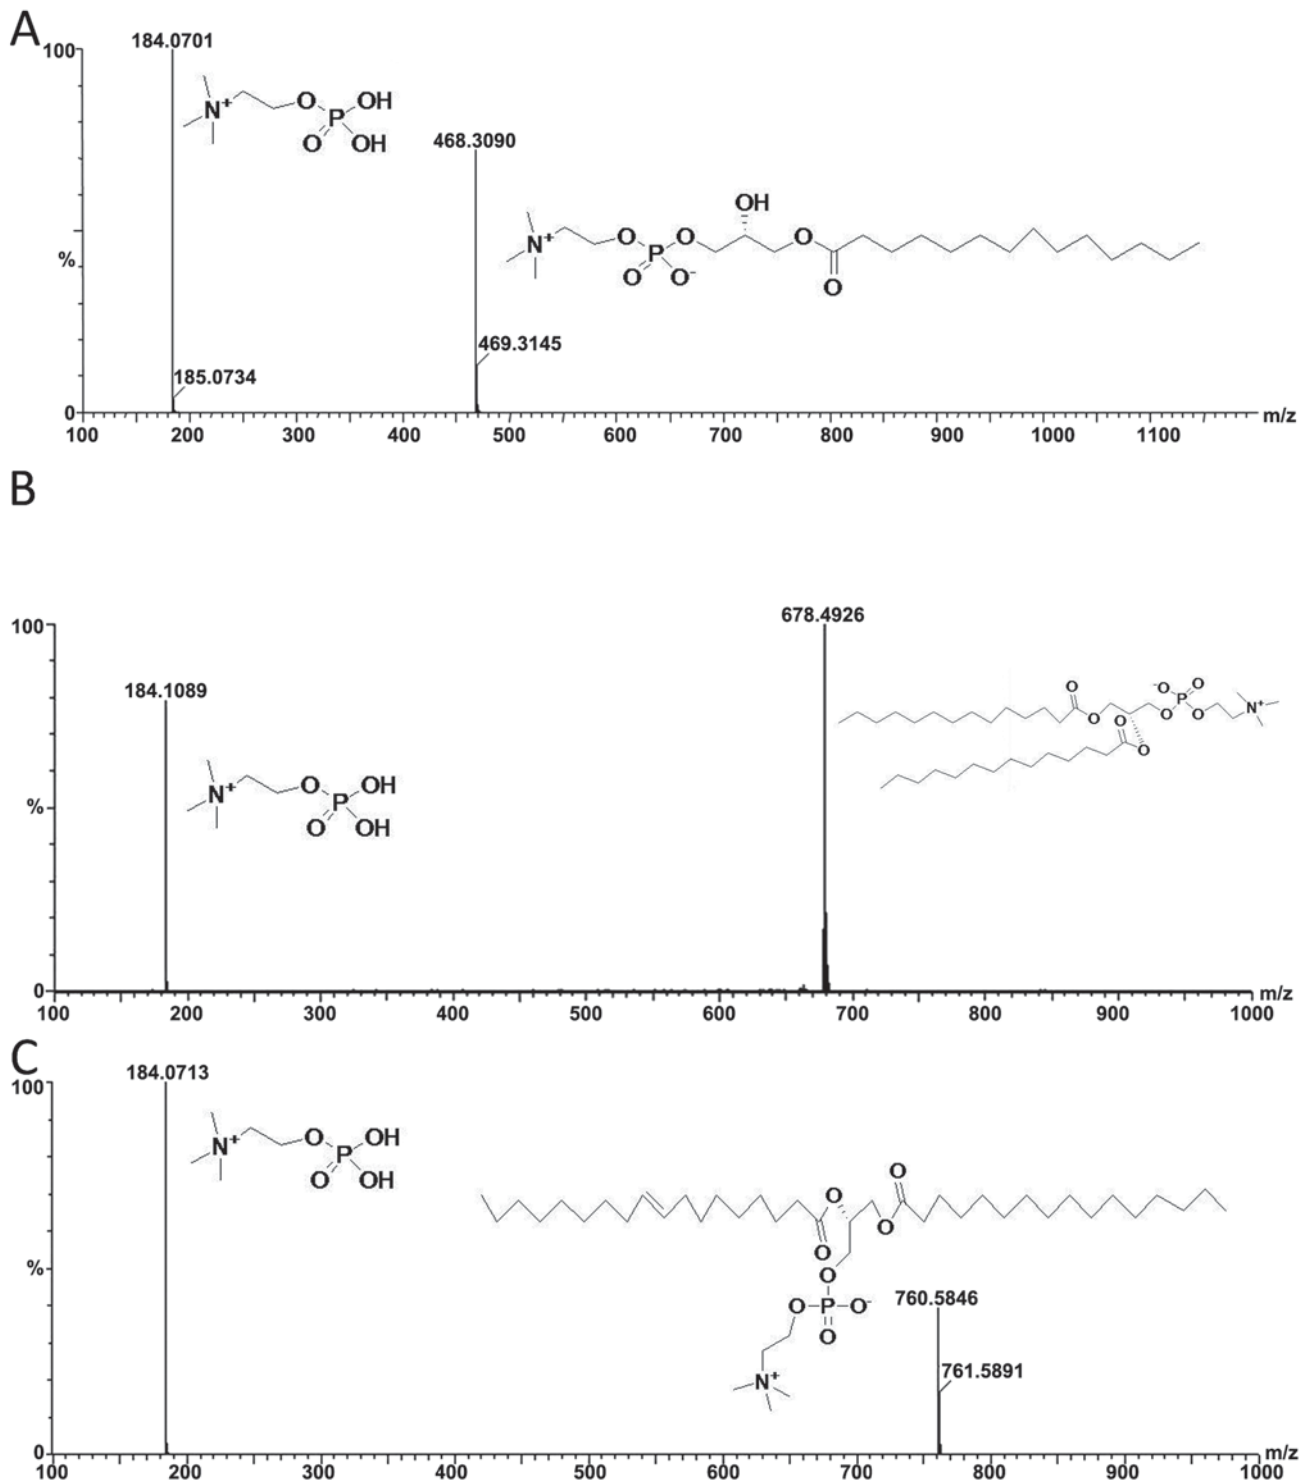 A
184.0701
100
N+ O OH
P
O OH
468.3090
OH
N+ O O O
P
O O-
O
%
469.3145
185.0734
0
100 200 300 400 500 600 700 800 900 1000 1100 m/z
B
678.4926
100
184.1089
O -O O
P
O O O N+
O
O
N+ O OH
P
O OH
%
0
100 200 300 400 500 600 700 800 900 1000 m/z
C
184.0713
100
N+ O OH
P
O OH
O
O
O
O
O
%
760.5846
O P O-
O
761.5891
N+
0
100 200 300 400 500 600 700 800 900 1000 m/z